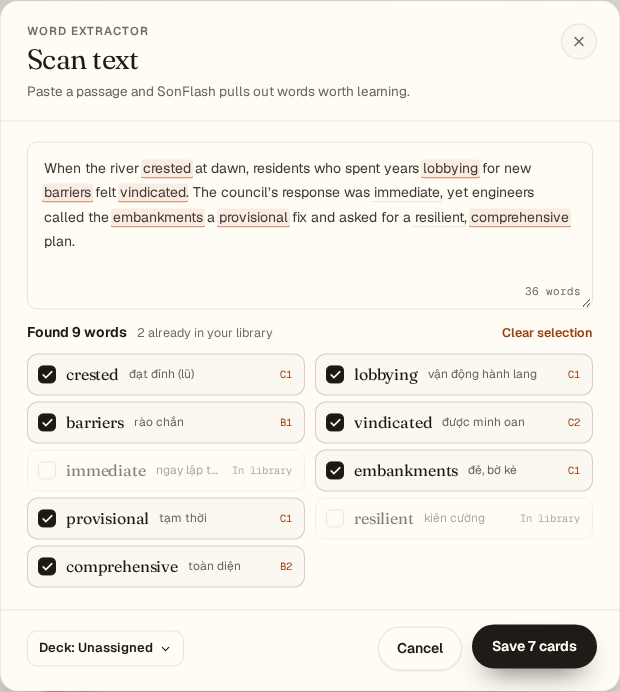 WORD EXTRACTOR
Scan text
Paste a passage and SonFlash pulls out words worth learning.
When the river crested at dawn, residents who spent years lobbying for new
barriers felt vindicated. The council's response was immediate, yet engineers
called the embankments a provisional fix and asked for a resilient, comprehensive
plan.
36 words
Found 9 words 2 already in your library Clear selection
crested đạt đỉnh (lũ) C1
lobbying vận động hành lang C1
barriers rào chắn B1
vindicated được minh oan C2
immediate ngay lập t... In library
embankments đê, bờ kè C1
provisional tạm thời C1
resilient kiên cường In library
comprehensive toàn diện B2
Deck: Unassigned Cancel Save 7 cards